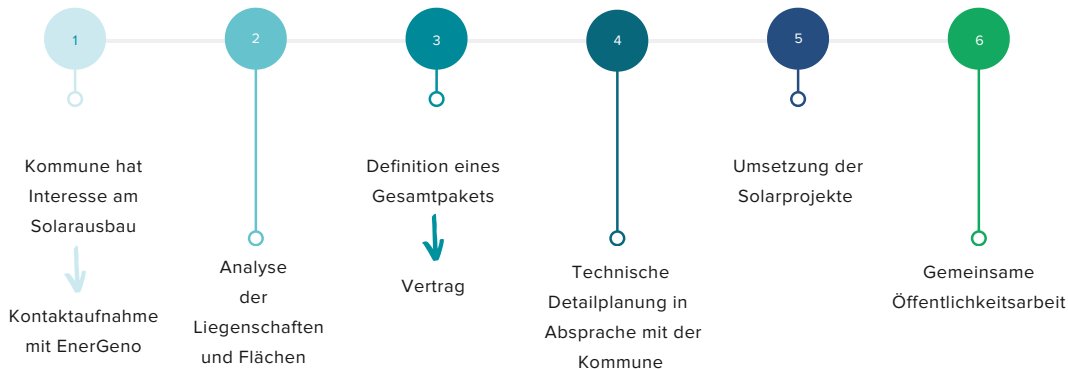 1
Kommune hat
Interesse am
Solarausbau
Kontaktaufnahme
mit EnerGeno
2
Analyse
der
Liegenschaften
und Flächen
3
Definition eines
Gesamtpakets
Vertrag
4
Technische
Detailplanung in
Absprache mit der
Kommune
5
Umsetzung der
Solarprojekte
6
Gemeinsame
Öffentlichkeitsarbeit